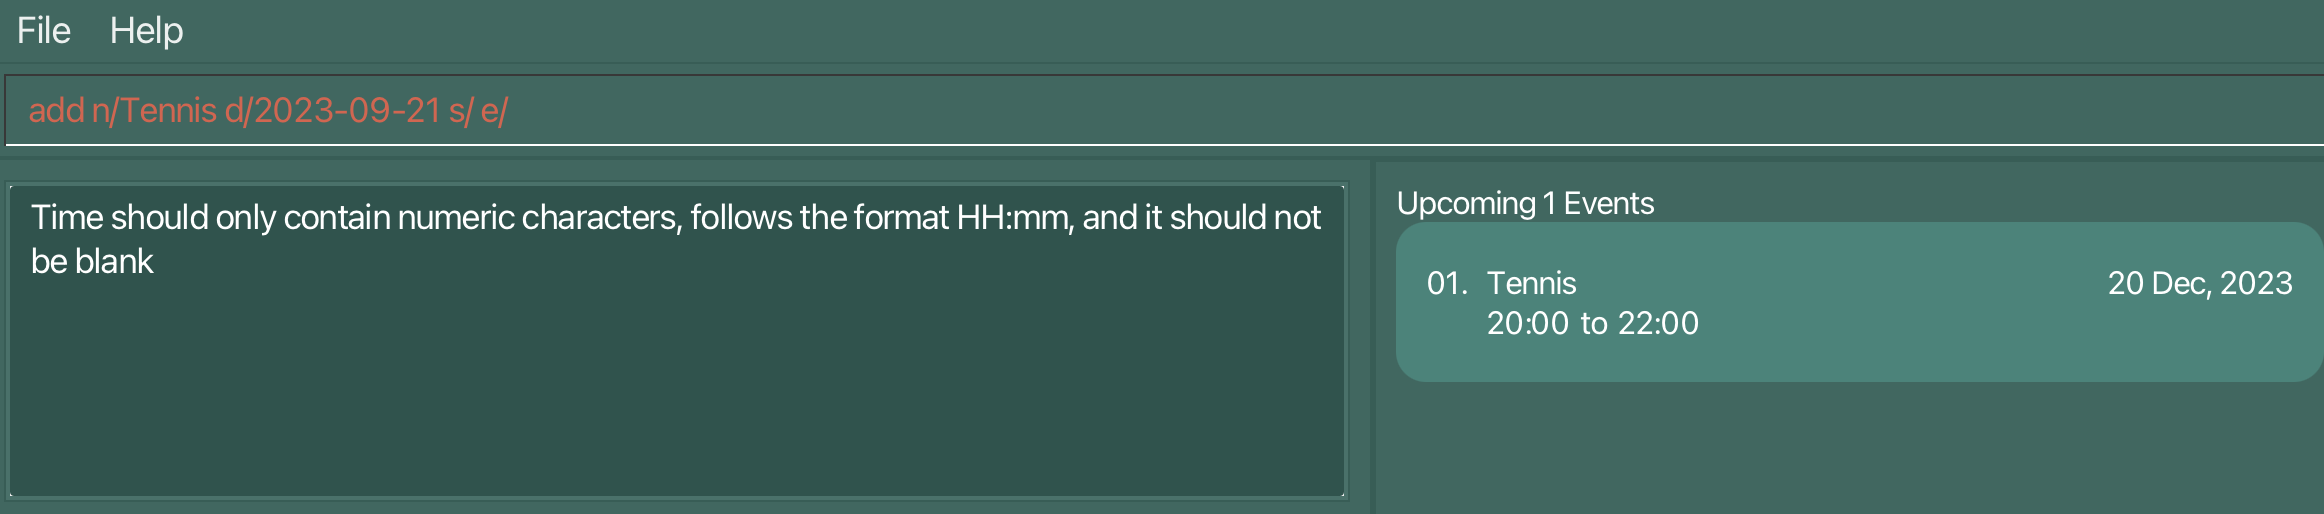 File Help
add n/Tennis d/2023-09-21 s/ e/
Time should only contain numeric characters, follows the format HH:mm, and it should not
be blank
Upcoming 1 Events
01. Tennis 20 Dec, 2023
20:00 to 22:00